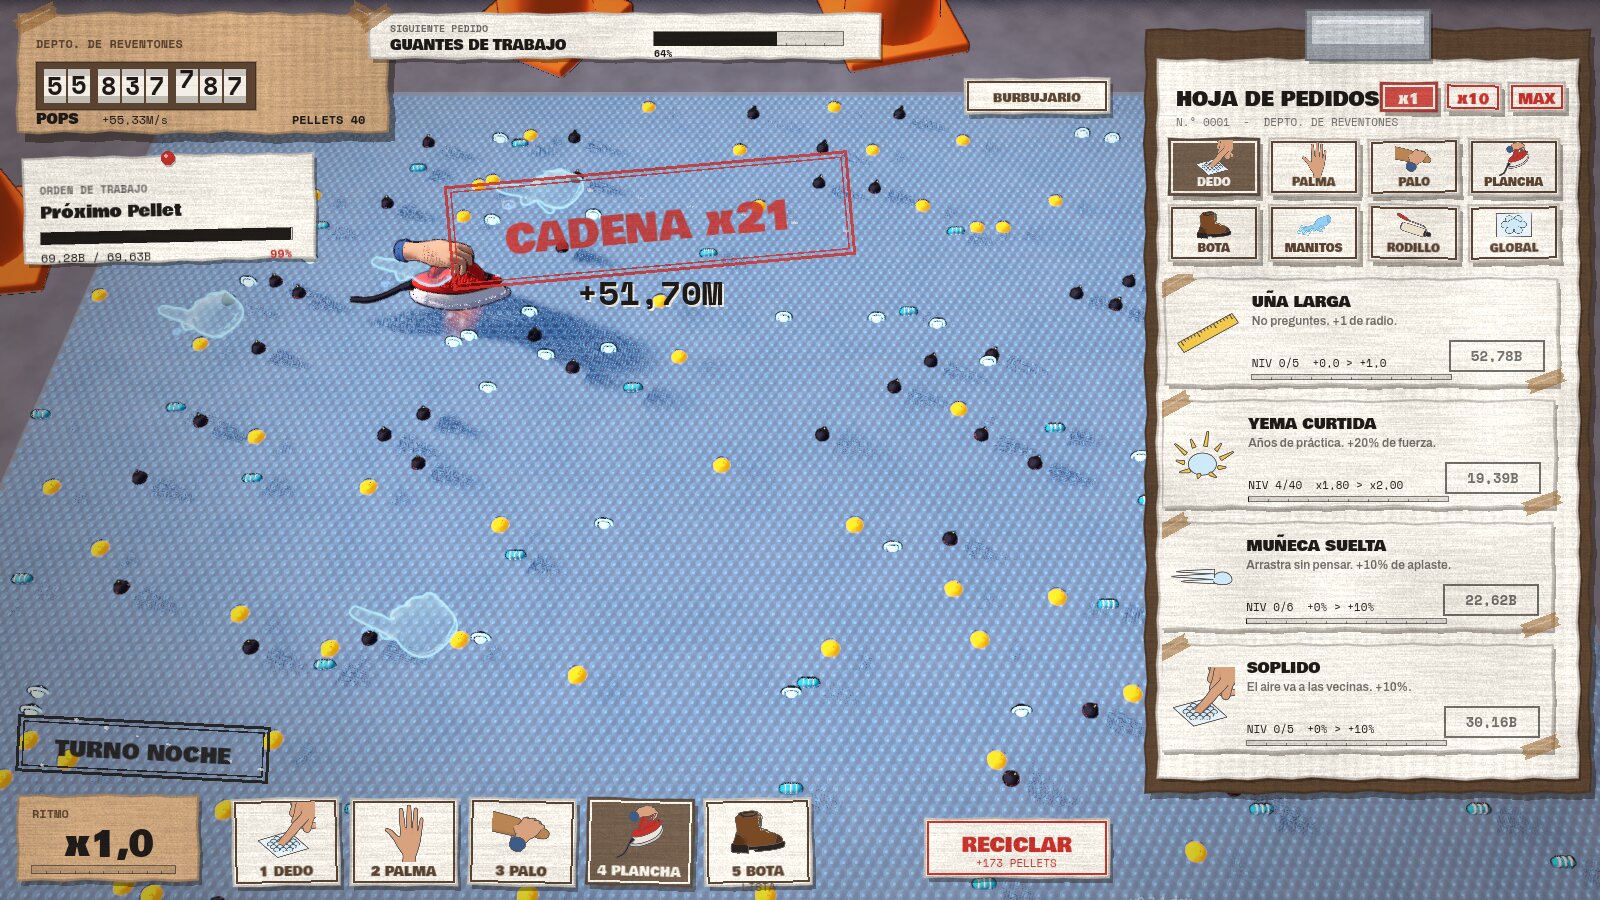 DEPTO. DE REVENTONES
55 837 787
POPS +55,33M/s PELLETS 40
SIGUIENTE PEDIDO
GUANTES DE TRABAJO
64%
BURBUJARIO
ORDEN DE TRABAJO
Próximo Pellet
69,28B / 69,63B 99%
CADENA x21
+51,70M
TURNO NOCHE
RITMO
x1,0
1 DEDO
2 PALMA
3 PALO
4 PLANCHA
5 BOTA
LISTA
RECICLAR
+173 PELLETS
HOJA DE PEDIDOS x1 x10 MAX
N.° 0001 - DEPTO. DE REVENTONES
DEDO PALMA PALO PLANCHA
BOTA MANITOS RODILLO GLOBAL
UÑA LARGA
No preguntes. +1 de radio.
NIV 0/5 +0,0 > +1,0
52,78B
YEMA CURTIDA
Años de práctica. +20% de fuerza.
NIV 4/40 x1,80 > x2,00
19,39B
MUÑECA SUELTA
Arrastra sin pensar. +10% de aplaste.
NIV 0/6 +0% > +10%
22,62B
SOPLIDO
El aire va a las vecinas. +10%.
NIV 0/5 +0% > +10%
30,16B